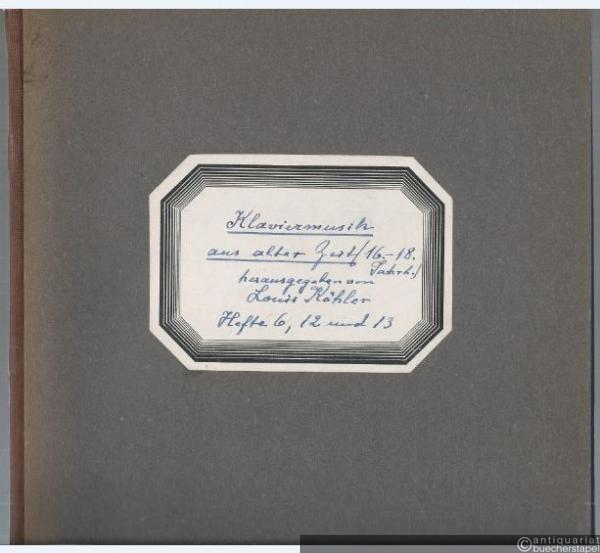 Klaviermusik
aus alter Zeit (16.-18.
Jahrh.)
herausgegeben von
Louis Köhler
Hefte 6, 12 und 13
antiquariat
buecherstapel